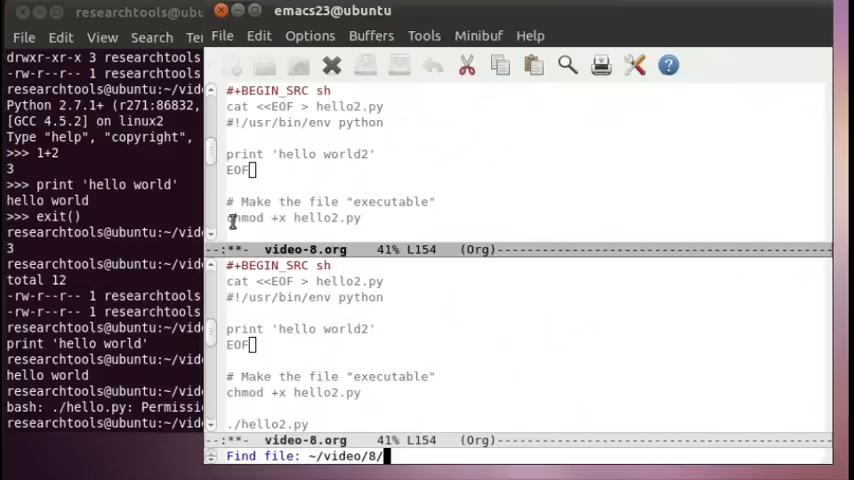 researchtools@ubu
File Edit View Search Te
drwxr-xr-x 3 researchtools
-rw-r--r-- 1 researchtools
researchtools@ubuntu:~/vid
Python 2.7.1+ (r271:86832,
[GCC 4.5.2] on linux2
Type "help", "copyright",
>>> 1+2
3
>>> print 'hello world'
hello world
>>> exit()
researchtools@ubuntu:~/vid
3
researchtools@ubuntu:~/vid
total 12
-rw-r--r-- 1 researchtools
-rw-r--r-- 1 researchtools
researchtools@ubuntu:~/vid
print 'hello world'
researchtools@ubuntu:~/vid
hello world
researchtools@ubuntu:~/vid
bash: ./hello.py: Permissi
researchtools@ubuntu:~/vid
emacs23@ubuntu
File Edit Options Buffers Tools Minibuf Help
#+BEGIN_SRC sh
cat <<EOF > hello2.py
#!/usr/bin/env python
print 'hello world2'
EOF
# Make the file "executable"
chmod +x hello2.py
--:**- video-8.org 41% L154 (Org)
#+BEGIN_SRC sh
cat <<EOF > hello2.py
#!/usr/bin/env python
print 'hello world2'
EOF
# Make the file "executable"
chmod +x hello2.py
./hello2.py
--:**- video-8.org 41% L154 (Org)
Find file: ~/video/8/